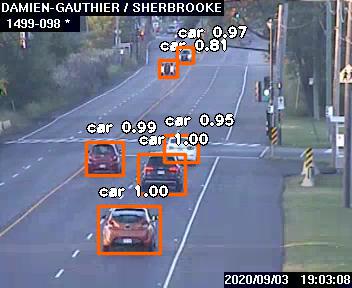 DAMIEN-GAUTHIER / SHERBROOKE
1499-098 *
car 0.97
car 0.81
car 0.95
car 0.99
car 1.00
car 1.00
2020/09/03 19:03:08